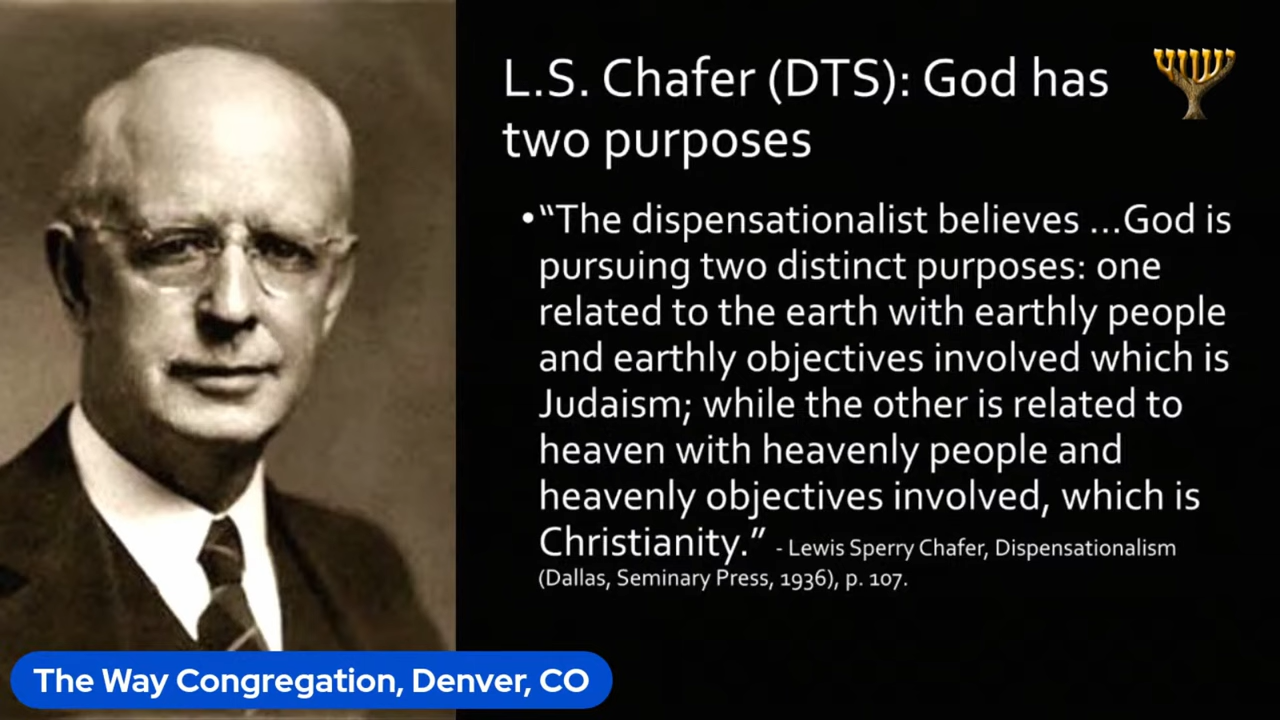 L.S. Chafer (DTS): God has
two purposes
•“The dispensationalist believes ...God is
pursuing two distinct purposes: one
related to the earth with earthly people
and earthly objectives involved which is
Judaism; while the other is related to
heaven with heavenly people and
heavenly objectives involved, which is
Christianity.” - Lewis Sperry Chafer, Dispensationalism
(Dallas, Seminary Press, 1936), p. 107.
The Way Congregation, Denver, CO